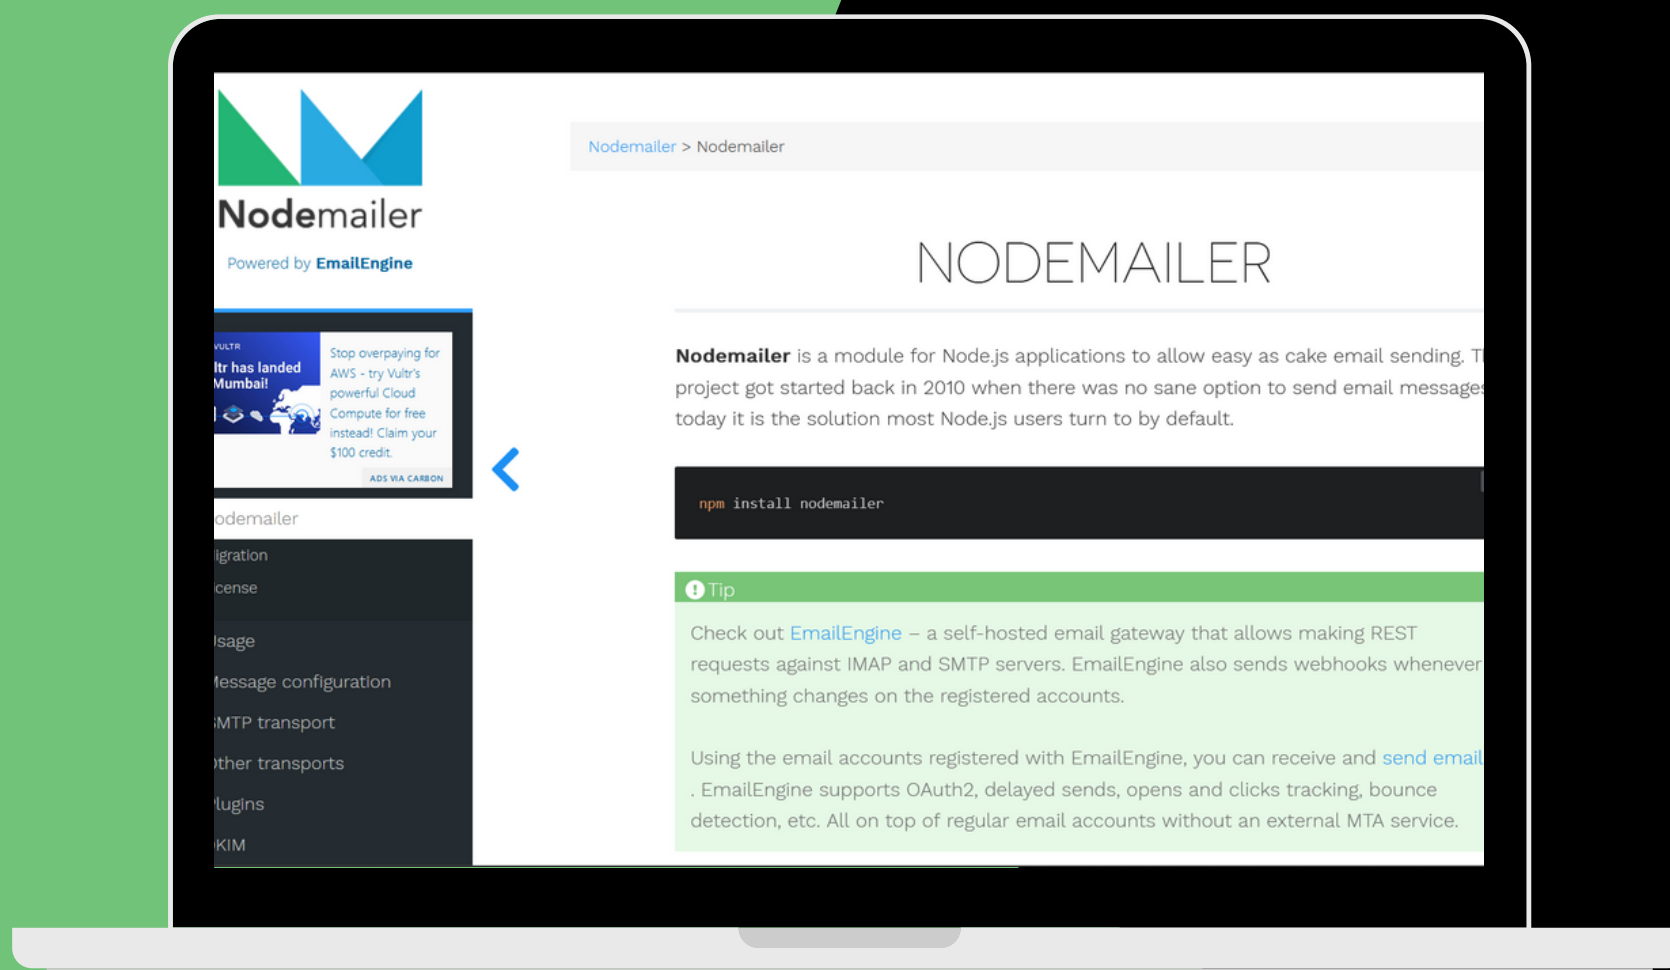 Nodemailer
Powered by EmailEngine
VULTR
ltr has landed
Mumbai!
Stop overpaying for
AWS - try Vultr's
powerful Cloud
Compute for free
instead! Claim your
$100 credit.
ADS VIA CARBON
odemailer
igration
cense
sage
essage configuration
MTP transport
ther transports
lugins
KIM
Nodemailer > Nodemailer
NODEMAILER
Nodemailer is a module for Node.js applications to allow easy as cake email sending. T
project got started back in 2010 when there was no sane option to send email messages
today it is the solution most Node.js users turn to by default.
npm install nodemailer
Tip
Check out EmailEngine – a self-hosted email gateway that allows making REST
requests against IMAP and SMTP servers. EmailEngine also sends webhooks whenever
something changes on the registered accounts.
Using the email accounts registered with EmailEngine, you can receive and send email
. EmailEngine supports OAuth2, delayed sends, opens and clicks tracking, bounce
detection, etc. All on top of regular email accounts without an external MTA service.